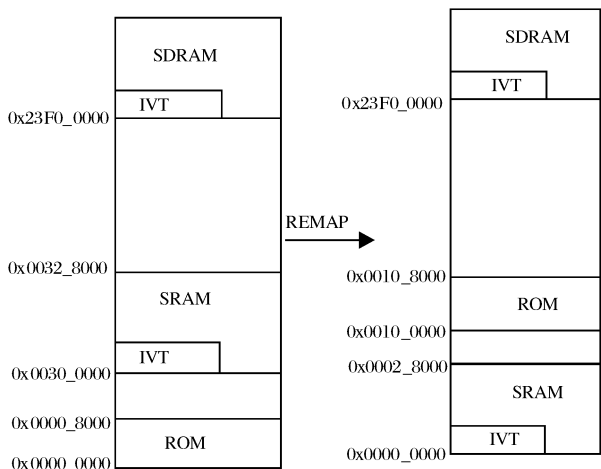 SDRAM
IVT
0x23F0_0000
0x0032_8000
SRAM
IVT
0x0030_0000
0x0000_8000
ROM
0x0000_0000
REMAP
SDRAM
IVT
0x23F0_0000
0x0010_8000
ROM
0x0010_0000
0x0002_8000
SRAM
IVT
0x0000_0000